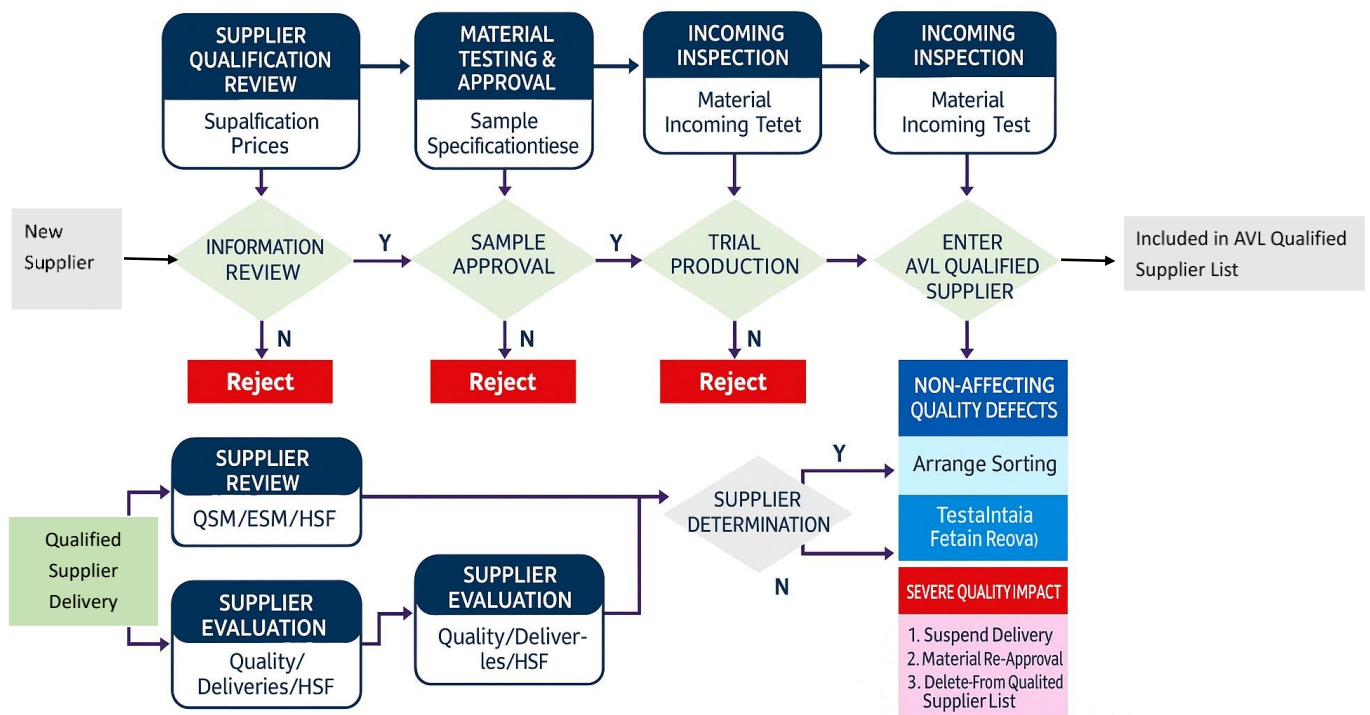 SUPPLIER
QUALIFICATION
REVIEW
Supalfication
Prices
MATERIAL
TESTING &
APPROVAL
Sample
Specificationtiese
INCOMING
INSPECTION
Material
Incoming Tetet
INCOMING
INSPECTION
Material
Incoming Test
New
Supplier
INFORMATION
REVIEW
Y
SAMPLE
APPROVAL
Y
TRIAL
PRODUCTION
ENTER
AVL QUALIFIED
SUPPLIER
Included in AVL Qualified
Supplier List
N
N
N
Reject
Reject
Reject
NON-AFFECTING
QUALITY DEFECTS
Arrange Sorting
TestaIntaia
Fetain Reova)
SEVERE QUALITY IMPACT
1. Suspend Delivery
2. Material Re-Approval
3. Delete-From Qualited
Supplier List
Qualified
Supplier
Delivery
SUPPLIER
REVIEW
QSM/ESM/HSF
SUPPLIER
EVALUATION
Quality/
Deliveries/HSF
SUPPLIER
EVALUATION
Quality/Deliver-
les/HSF
SUPPLIER
DETERMINATION
Y
N